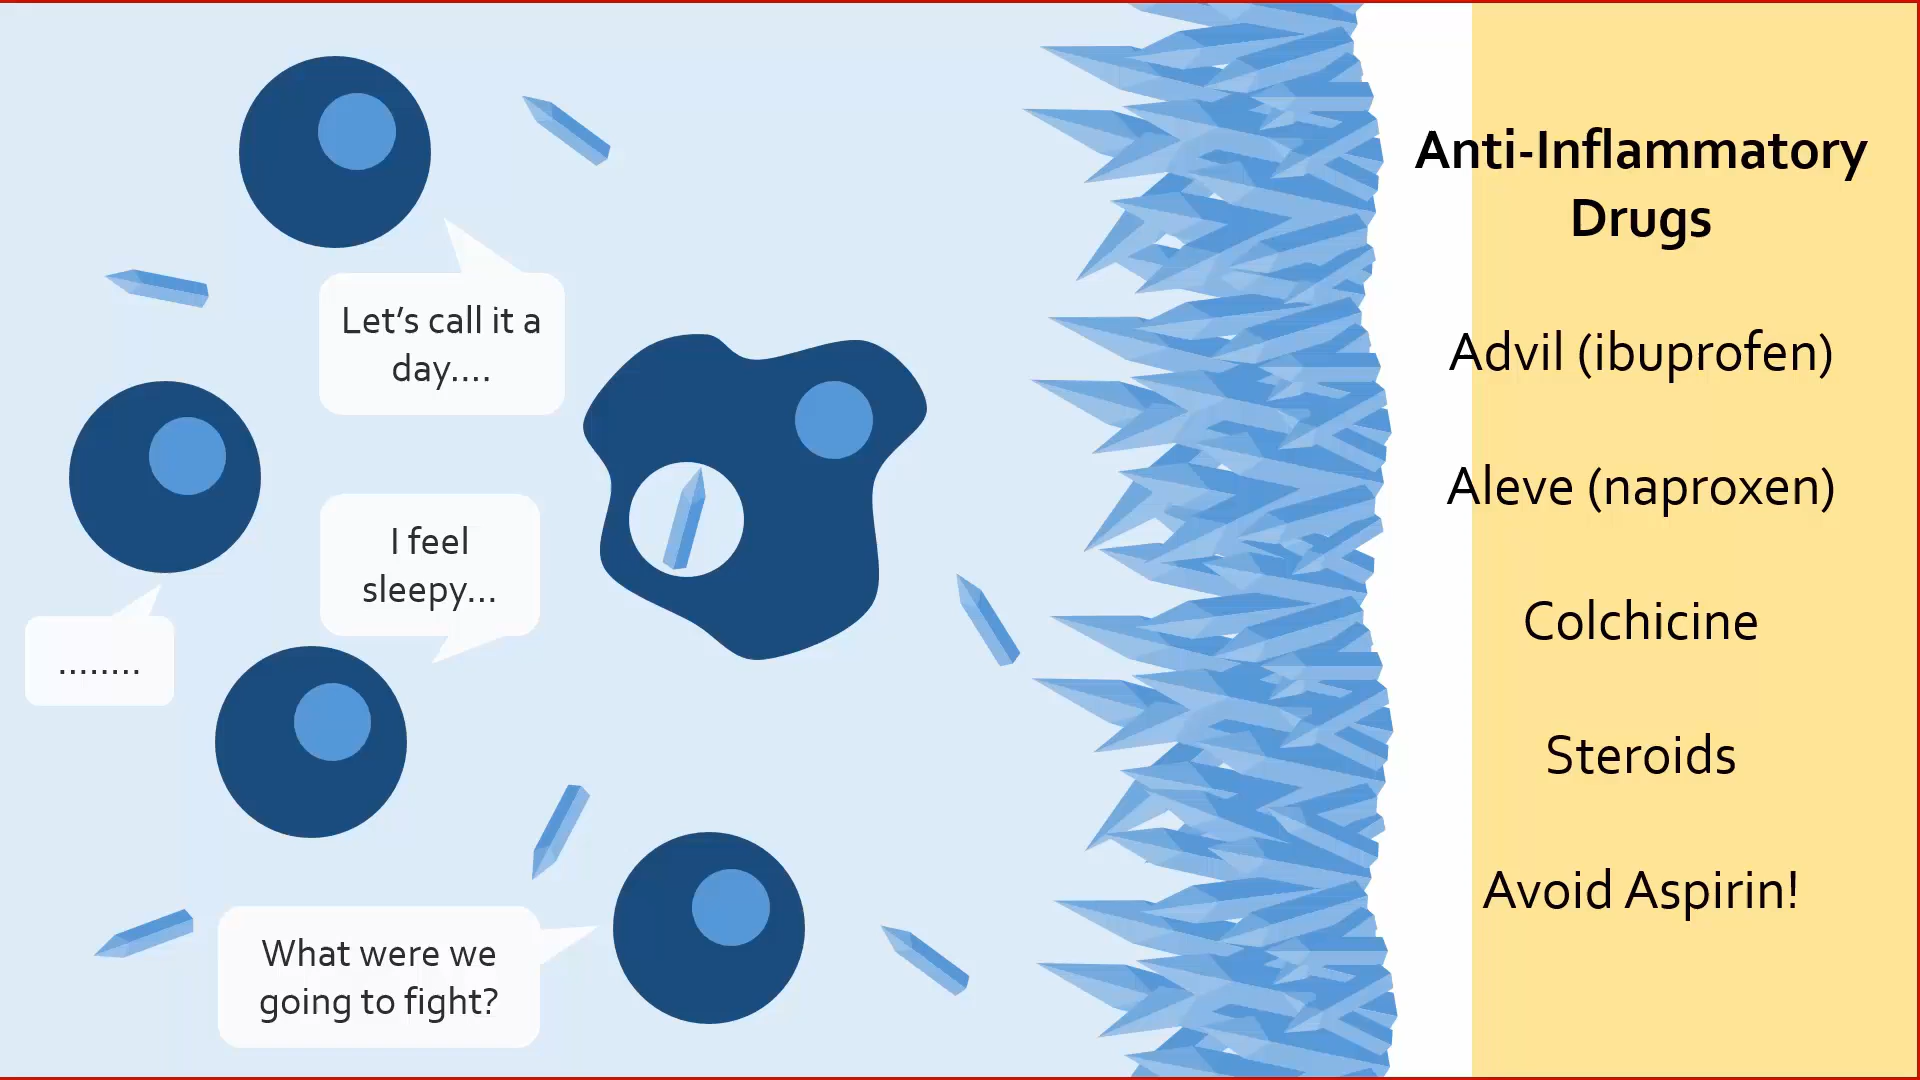 Let's call it a
day....
I feel
sleepy...
........
What were we
going to fight?
Anti-Inflammatory
Drugs
Advil (ibuprofen)
Aleve (naproxen)
Colchicine
Steroids
Avoid Aspirin!